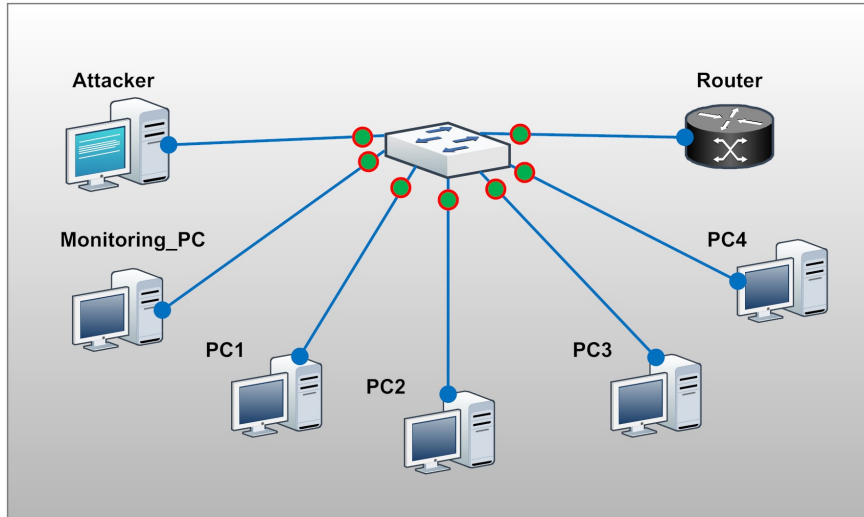 Attacker
Router
Monitoring_PC
PC4
PC1
PC3
PC2